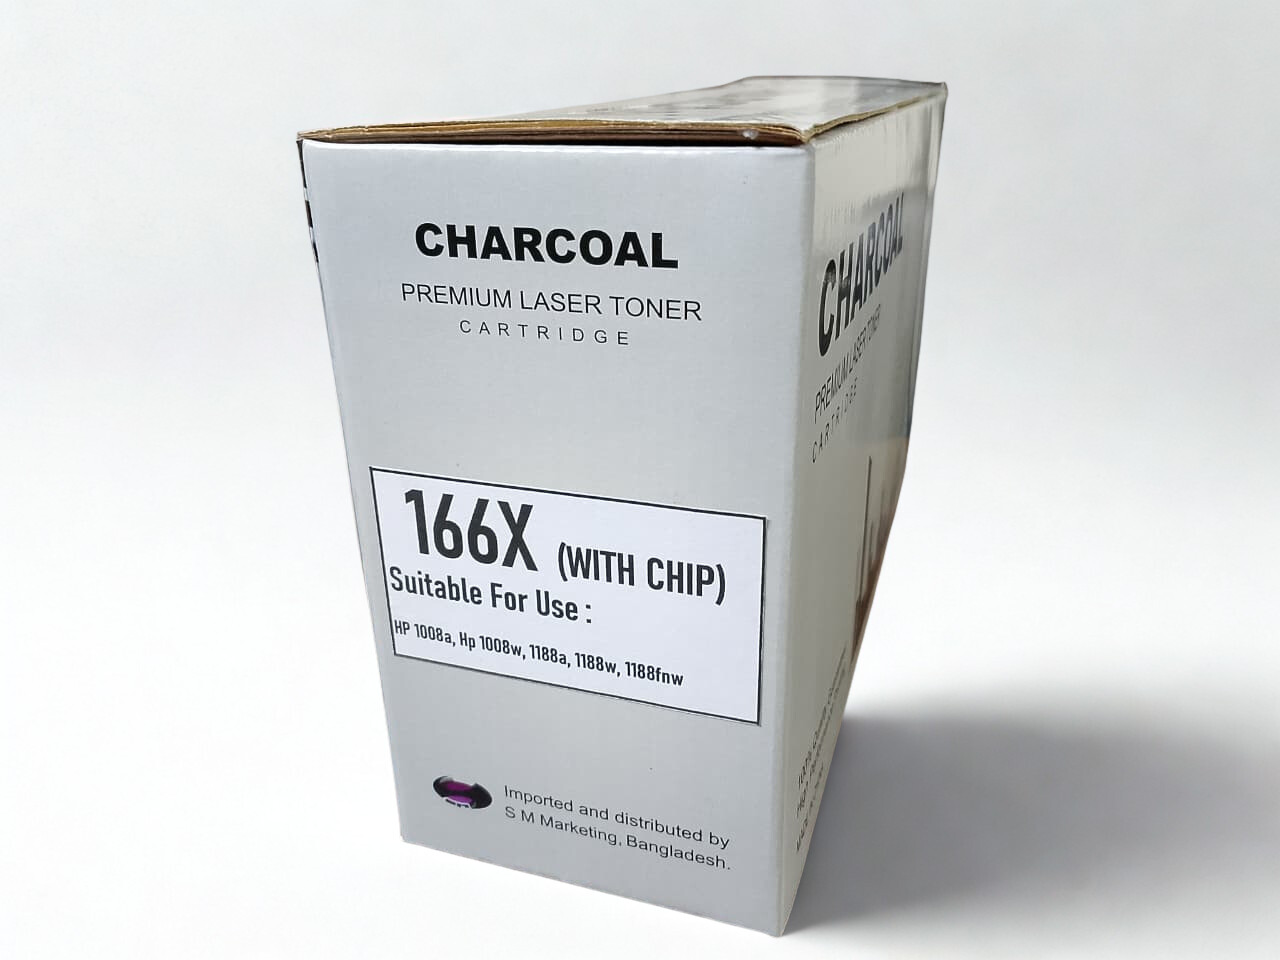 CHARCOAL
PREMIUM LASER TONER
CARTRIDGE
166X (WITH CHIP)
Suitable For Use :
HP 1008a, Hp 1008w, 1188a, 1188w, 1188fnw
Imported and distributed by
S M Marketing, Bangladesh.
CHARCOAL
PREMIUM LASER TONER
CARTRIDGE